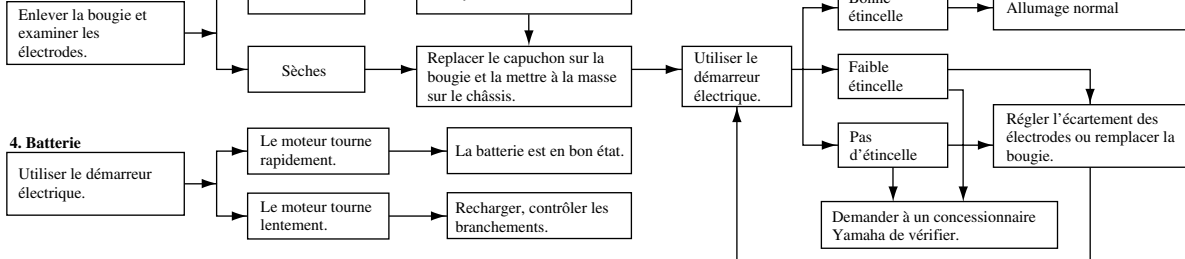 Enlever la bougie et
examiner les
électrodes.
Sèches
Replacer le capuchon sur la
bougie et la mettre à la masse
sur le châssis.
Utiliser le
démarreur
électrique.
Bonne
étincelle
Allumage normal
Faible
étincelle
Pas
d’étincelle
Régler l’écartement des
électrodes ou remplacer la
bougie.
Demander à un concessionnaire
Yamaha de vérifier.
4. Batterie
Utiliser le démarreur
électrique.
Le moteur tourne
rapidement.
La batterie est en bon état.
Le moteur tourne
lentement.
Recharger, contrôler les
branchements.